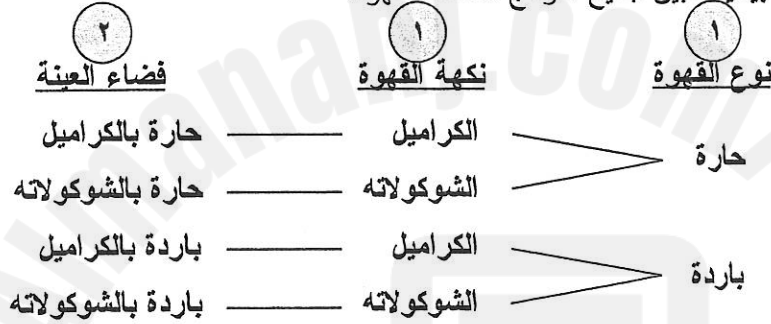 ١ ١ ٢
نوع القهوة نكهة القهوة فضاء العينة
حارة
الكراميل حارة بالكراميل
الشوكولاته حارة بالشوكولاته
باردة
الكراميل باردة بالكراميل
الشوكولاته باردة بالشوكولاته